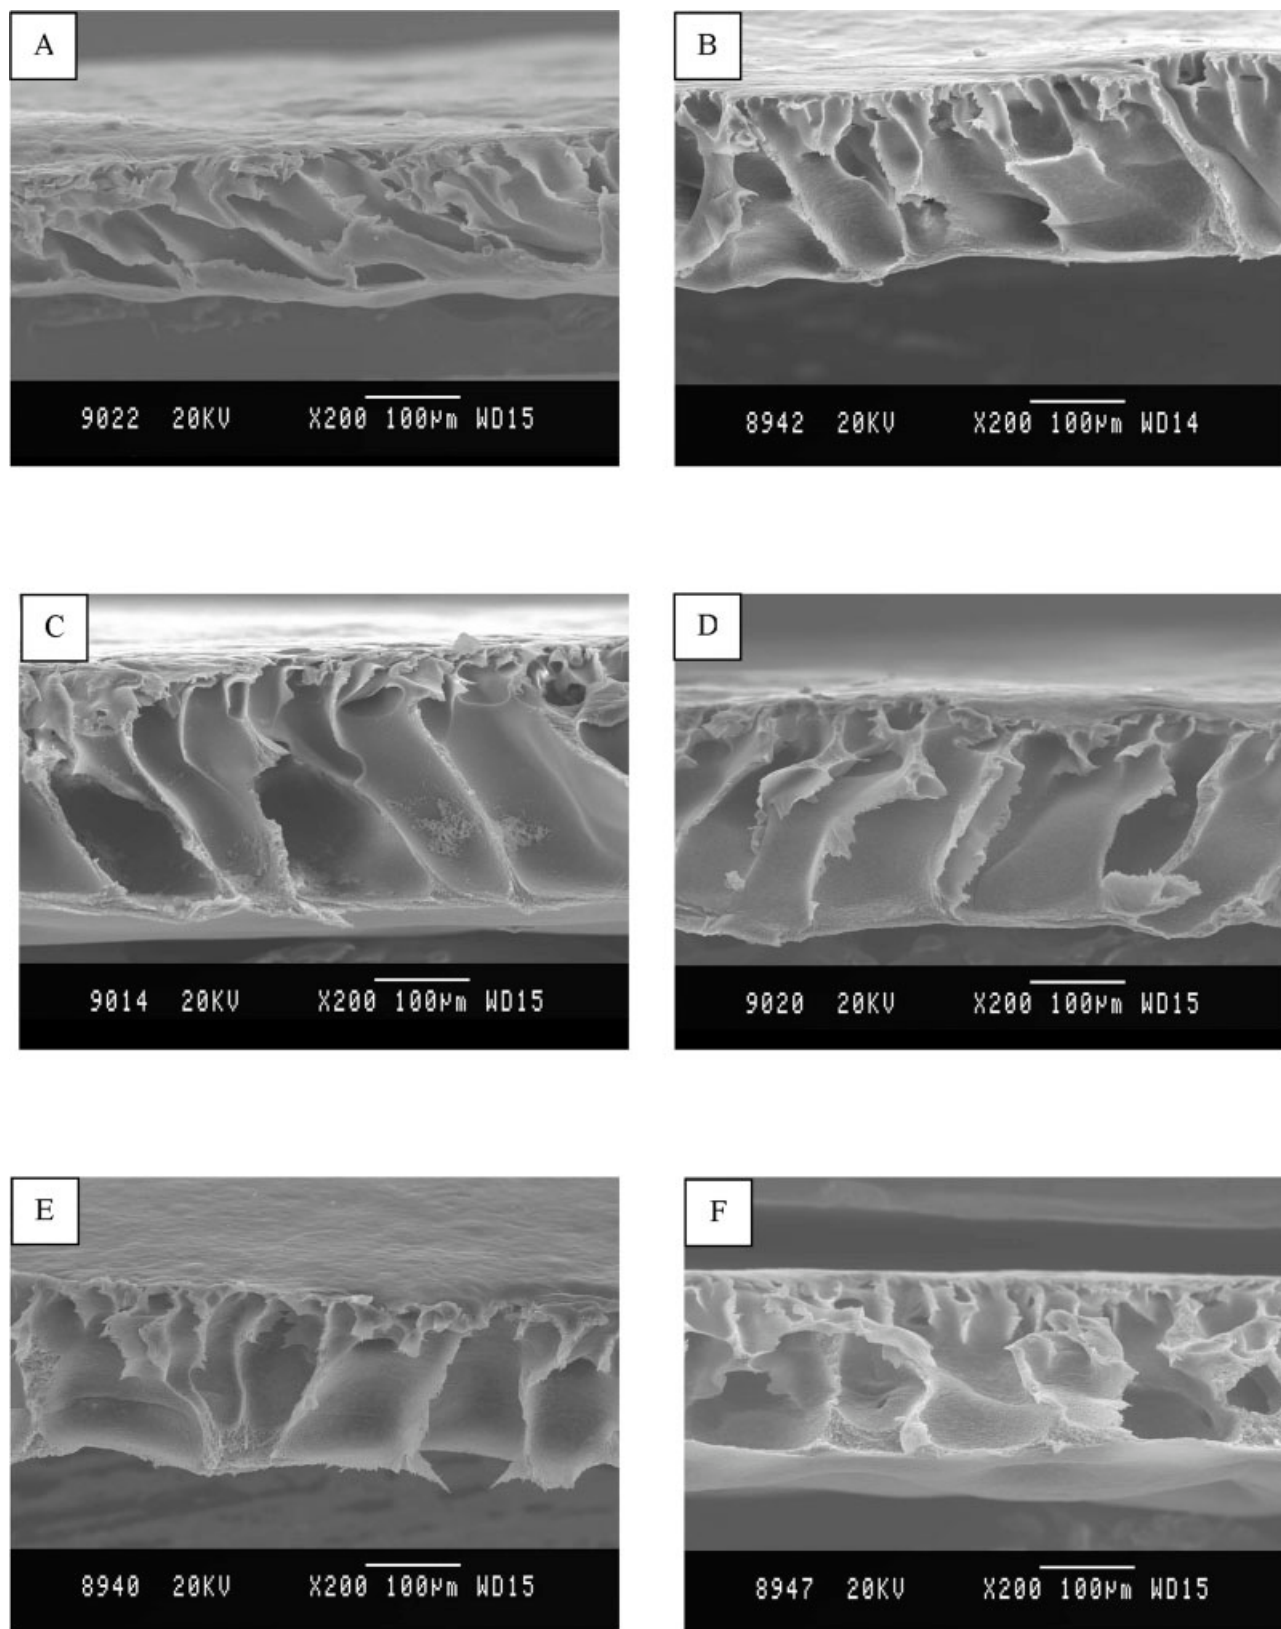 A
B
9022 20KV X200 100μm WD15
8942 20KV X200 100μm WD14
C
D
9014 20KV X200 100μm WD15
9020 20KV X200 100μm WD15
E
F
8940 20KV X200 100μm WD15
8947 20KV X200 100μm WD15